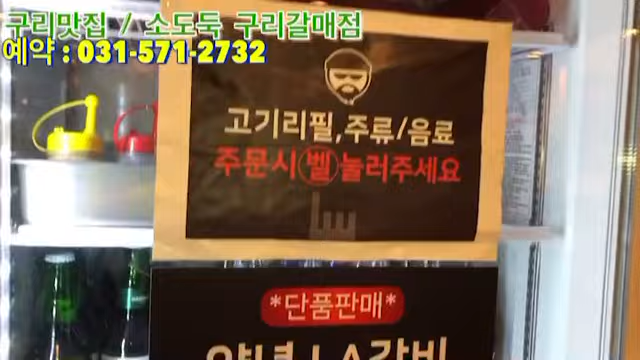 구리맛집 / 소도둑 구리갈매점
예약 : 031-571-2732
고기리필,주류/음료
주문시 벨 눌러주세요
*단품판매*
양념 LA갈비